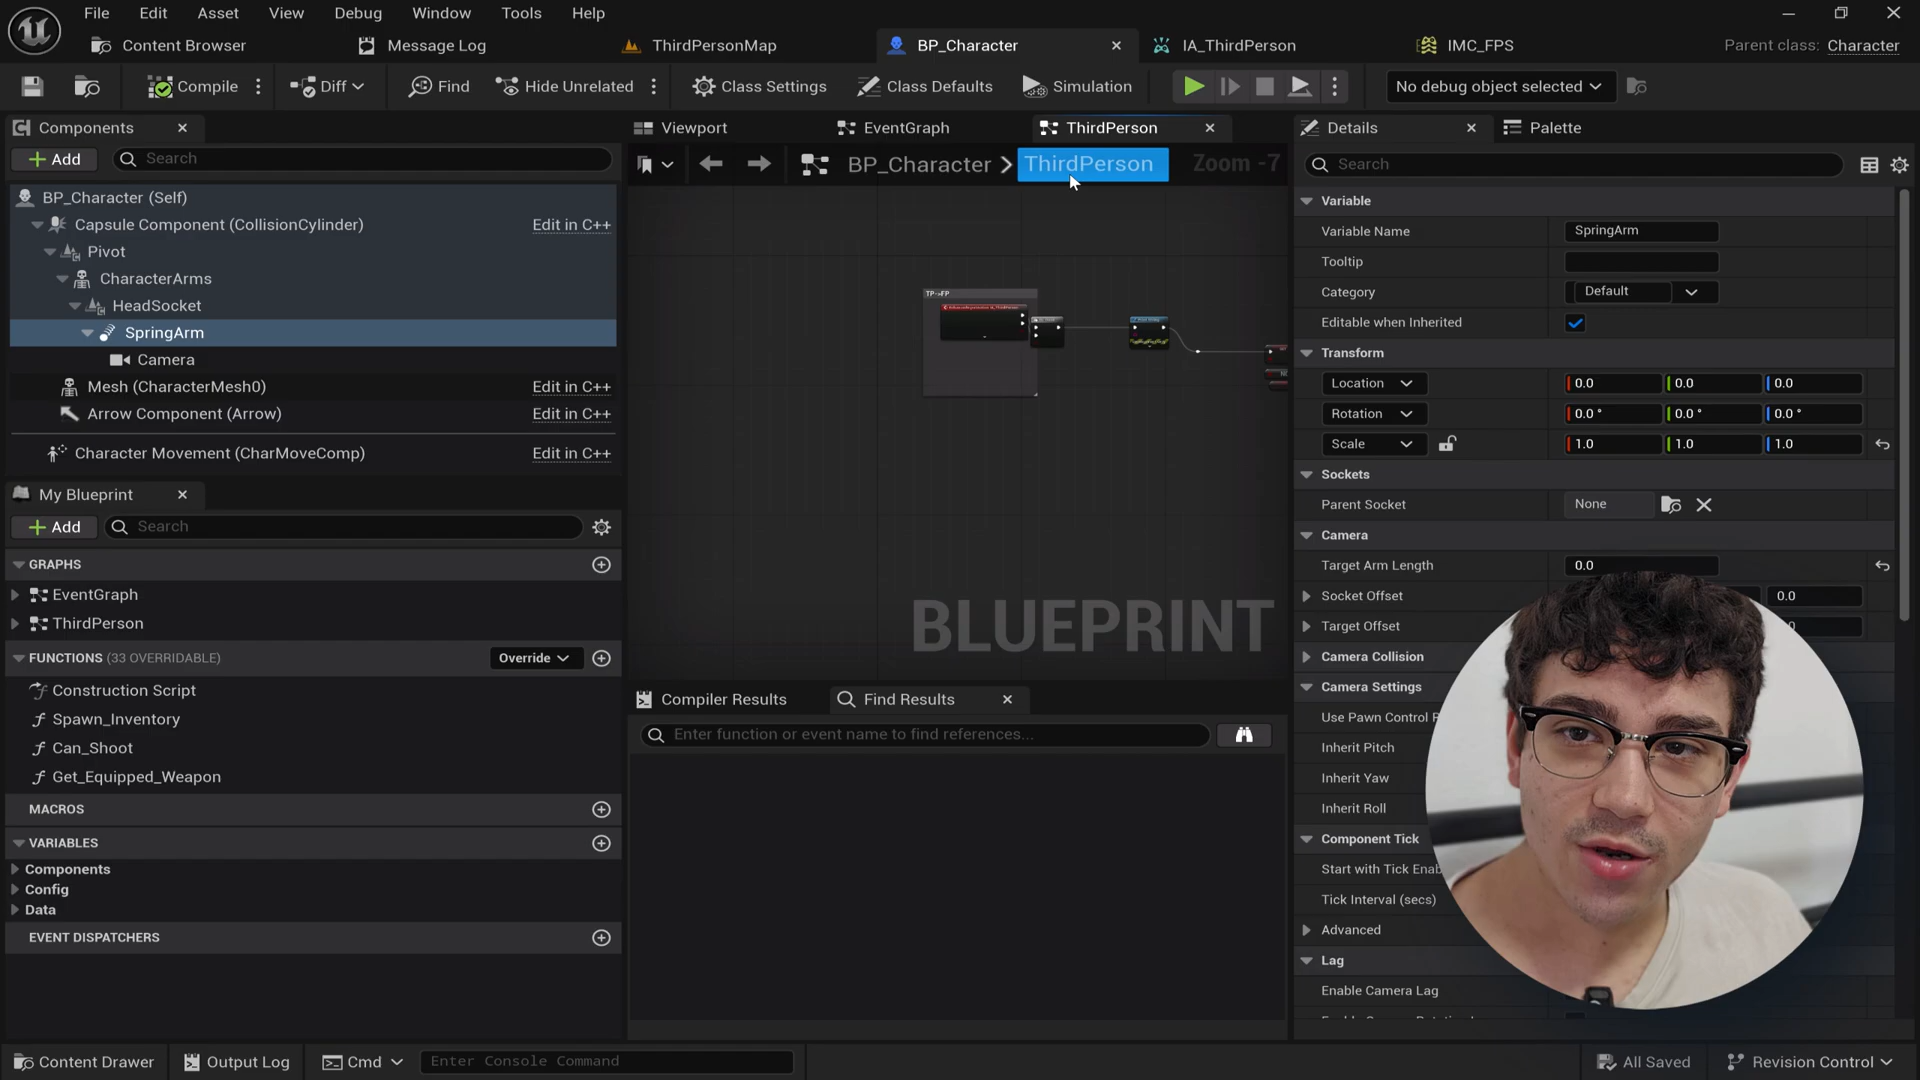 File Edit Asset View Debug Window Tools Help
Content Browser Message Log ThirdPersonMap BP_Character IA_ThirdPerson IMC_FPS Parent class: Character
Compile Diff Find Hide Unrelated Class Settings Class Defaults Simulation No debug object selected
Components
Add Search
BP_Character (Self)
Capsule Component (CollisionCylinder) Edit in C++
Pivot
CharacterArms
HeadSocket
SpringArm
Camera
Mesh (CharacterMesh0) Edit in C++
Arrow Component (Arrow) Edit in C++
Character Movement (CharMoveComp) Edit in C++
My Blueprint
Add Search
GRAPHS
EventGraph
ThirdPerson
FUNCTIONS (33 OVERRIDABLE) Override
Construction Script
Spawn_Inventory
Can_Shoot
Get_Equipped_Weapon
MACROS
VARIABLES
Components
Config
Data
EVENT DISPATCHERS
Viewport EventGraph ThirdPerson
BP_Character ThirdPerson Zoom -7
TP->FP
BLUEPRINT
Compiler Results Find Results
Enter function or event name to find references...
Details Palette
Search
Variable
Variable Name SpringArm
Tooltip
Category Default
Editable when Inherited
Transform
Location 0.0 0.0 0.0
Rotation 0.0 ° 0.0 ° 0.0 °
Scale 1.0 1.0 1.0
Sockets
Parent Socket None
Camera
Target Arm Length 0.0
Socket Offset 0.0
Target Offset
Camera Collision
Camera Settings
Use Pawn Control
Inherit Pitch
Inherit Yaw
Inherit Roll
Component Tick
Start with Tick
Tick Interval (secs)
Advanced
Lag
Enable Camera Lag
Content Drawer Output Log Cmd Enter Console Command All Saved Revision Control